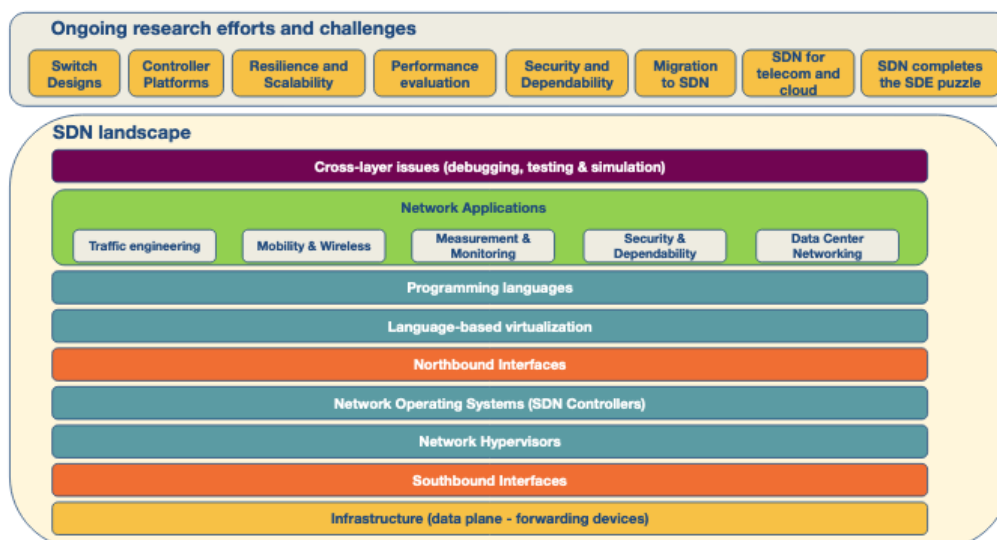 Ongoing research efforts and challenges
Switch
Designs
Controller
Platforms
Resilience and
Scalability
Performance
evaluation
Security and
Dependability
Migration
to SDN
SDN for
telecom and
cloud
SDN completes
the SDE puzzle
SDN landscape
Cross-layer issues (debugging, testing & simulation)
Network Applications
Traffic engineering
Mobility & Wireless
Measurement &
Monitoring
Security &
Dependability
Data Center
Networking
Programming languages
Language-based virtualization
Northbound Interfaces
Network Operating Systems (SDN Controllers)
Network Hypervisors
Southbound Interfaces
Infrastructure (data plane - forwarding devices)